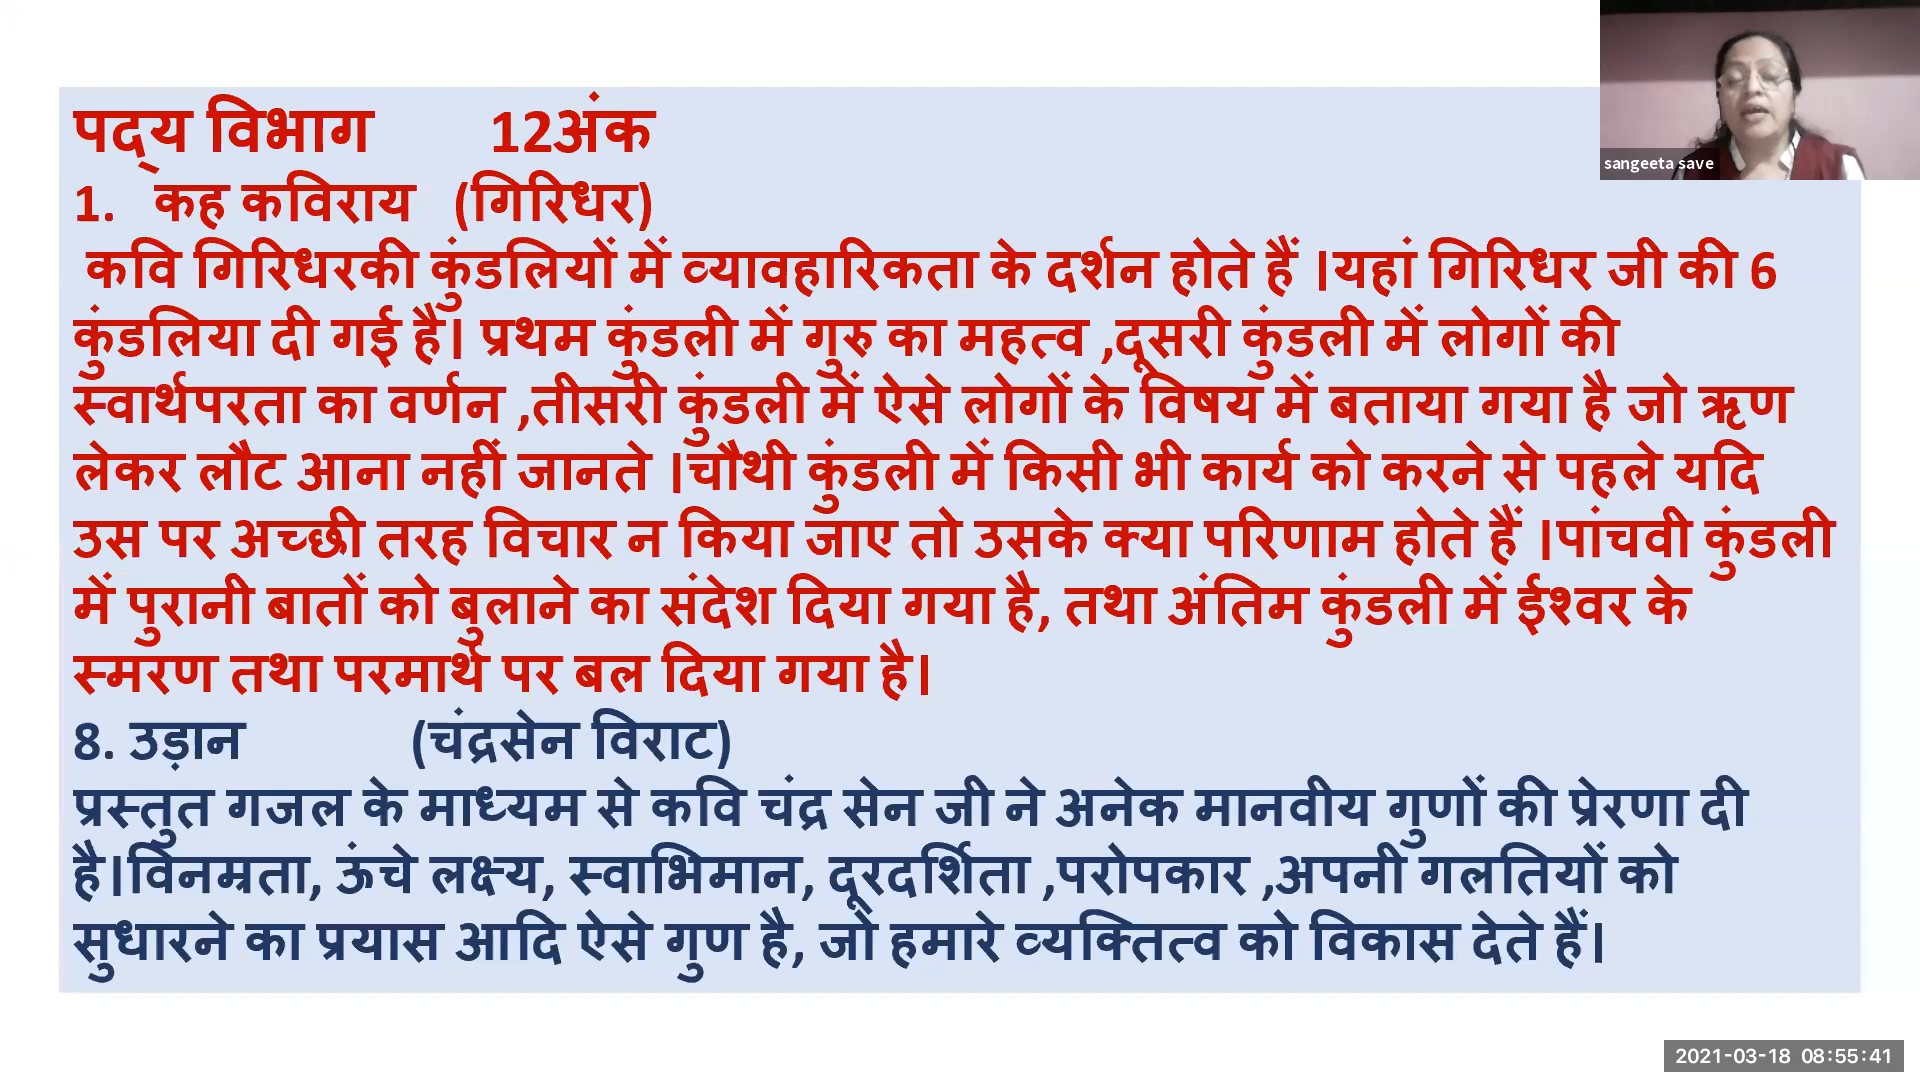 पद्य विभाग 12अंक
1. कह कविराय (गिरिधर)
कवि गिरिधरकी कुंडलियों में व्यावहारिकता के दर्शन होते हैं ।यहां गिरिधर जी की 6
कुंडलिया दी गई है। प्रथम कुंडली में गुरु का महत्व ,दूसरी कुंडली में लोगों की
स्वार्थपरता का वर्णन ,तीसरी कुंडली में ऐसे लोगों के विषय में बताया गया है जो ऋण
लेकर लौट आना नहीं जानते ।चौथी कुंडली में किसी भी कार्य को करने से पहले यदि
उस पर अच्छी तरह विचार न किया जाए तो उसके क्या परिणाम होते हैं ।पांचवी कुंडली
में पुरानी बातों को बुलाने का संदेश दिया गया है, तथा अंतिम कुंडली में ईश्वर के
स्मरण तथा परमार्थ पर बल दिया गया है।
8. उड़ान (चंद्रसेन विराट)
प्रस्तुत गजल के माध्यम से कवि चंद्र सेन जी ने अनेक मानवीय गुणों की प्रेरणा दी
है।विनम्रता, ऊंचे लक्ष्य, स्वाभिमान, दूरदर्शिता ,परोपकार ,अपनी गलतियों को
सुधारने का प्रयास आदि ऐसे गुण है, जो हमारे व्यक्तित्व को विकास देते हैं।
sangeeta save
2021-03-18 08:55:41